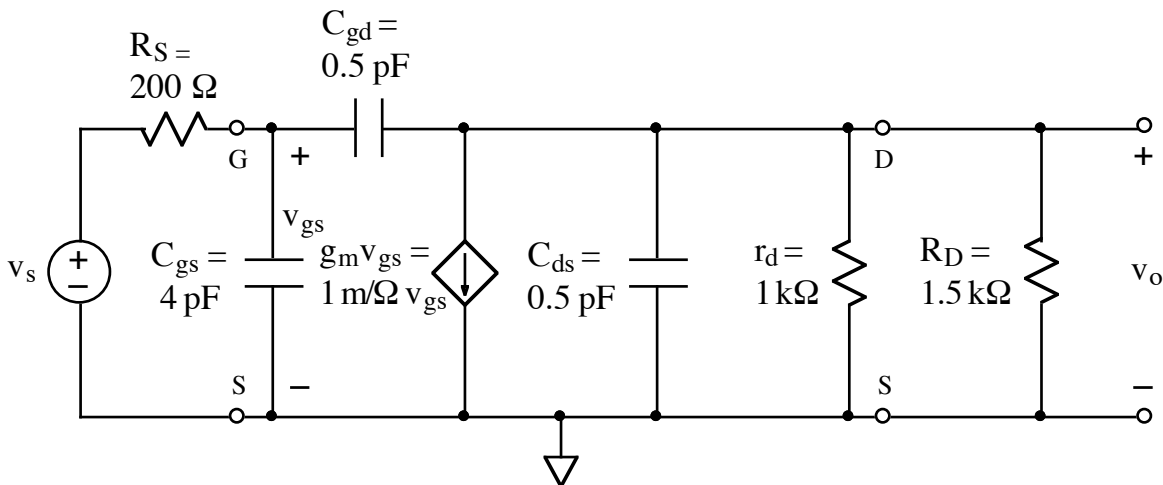 C_gd =
0.5 pF
R_S =
200 Ω
G
+
D
+
v_gs
v_s
+
−
C_gs =
4 pF
g_m v_gs =
1 m/Ω v_gs
C_ds =
0.5 pF
r_d =
1 kΩ
R_D =
1.5 kΩ
v_o
S
−
S
−